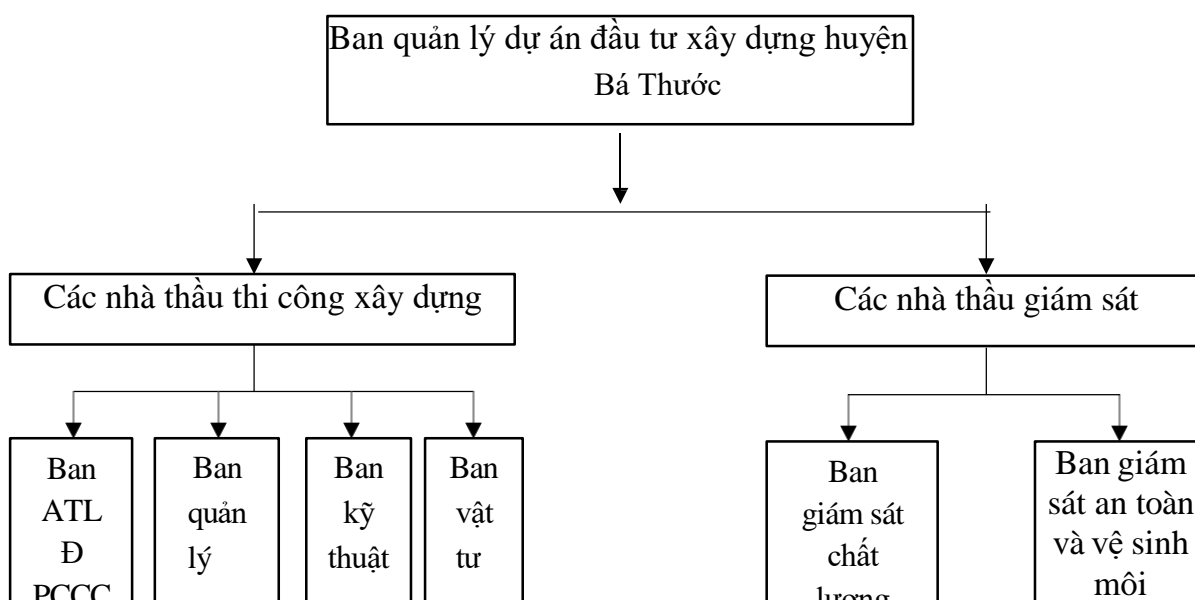 Ban quản lý dự án đầu tư xây dựng huyện
Bá Thước
Các nhà thầu thi công xây dựng
Các nhà thầu giám sát
Ban
ATL
Đ
PCCC
Ban
quản
lý
Ban
kỹ
thuật
Ban
vật
tư
Ban
giám sát
chất
lượng
Ban giám
sát an toàn
và vệ sinh
môi